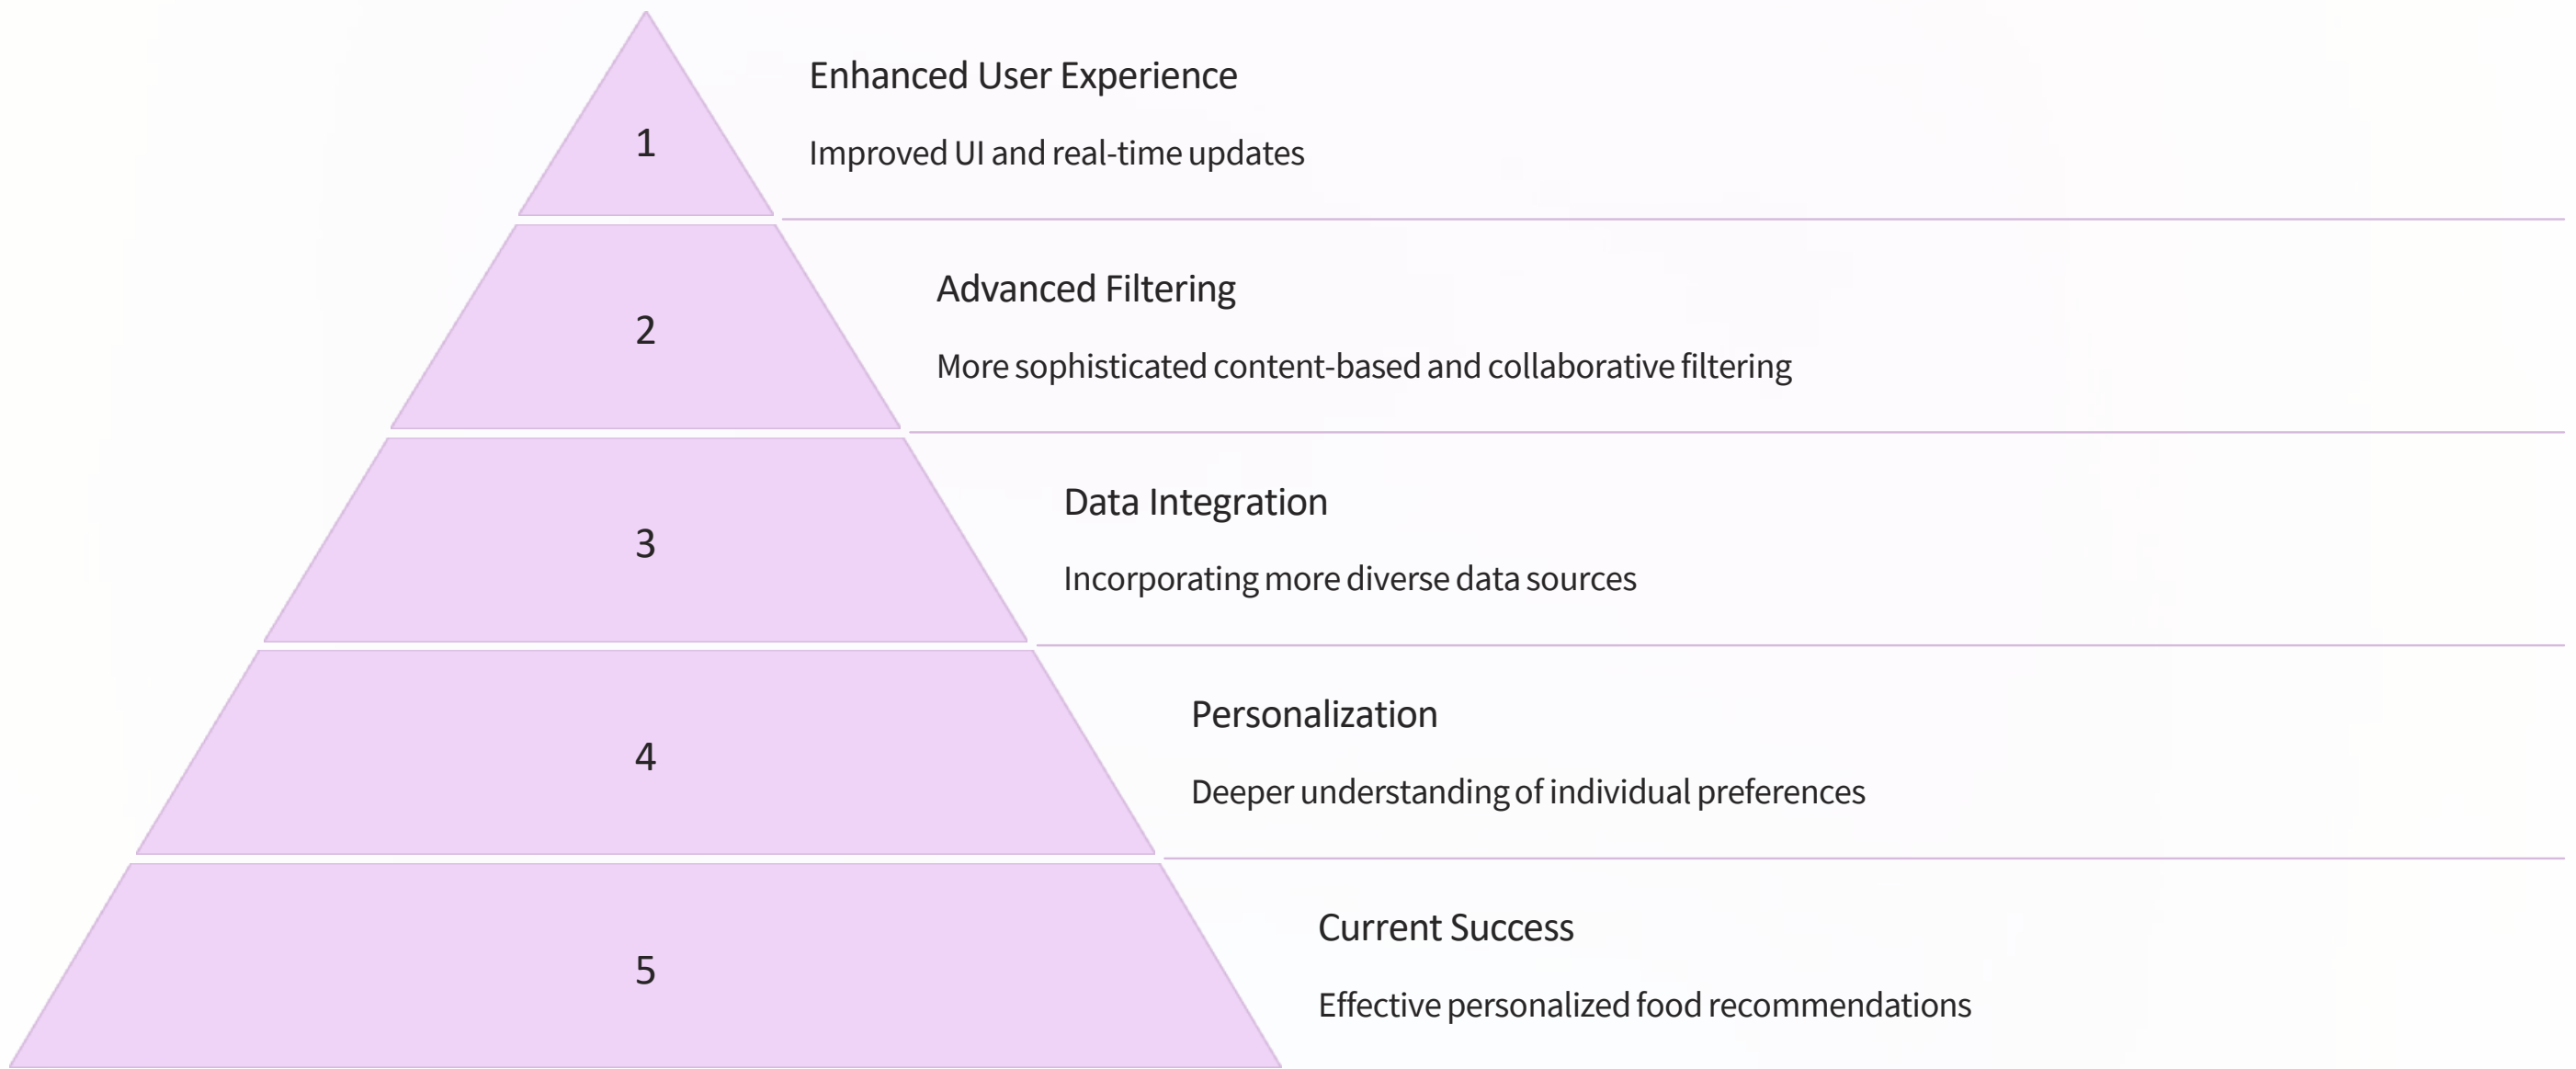 1
Enhanced User Experience
Improved UI and real-time updates
2
Advanced Filtering
More sophisticated content-based and collaborative filtering
3
Data Integration
Incorporating more diverse data sources
4
Personalization
Deeper understanding of individual preferences
5
Current Success
Effective personalized food recommendations